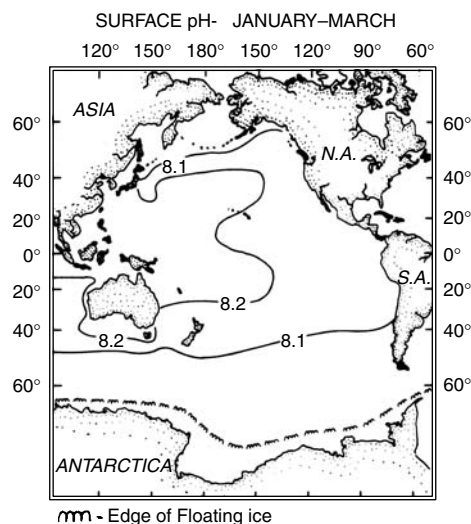 SURFACE pH- JANUARY–MARCH
120° 150° 180° 150° 120° 90° 60°
ASIA
N.A.
60° 60°
8.1
40° 40°
20° 20°
0° 0°
S.A.
20° 20°
8.2
8.2 8.1
40° 40°
60° 60°
ANTARCTICA
- Edge of Floating ice